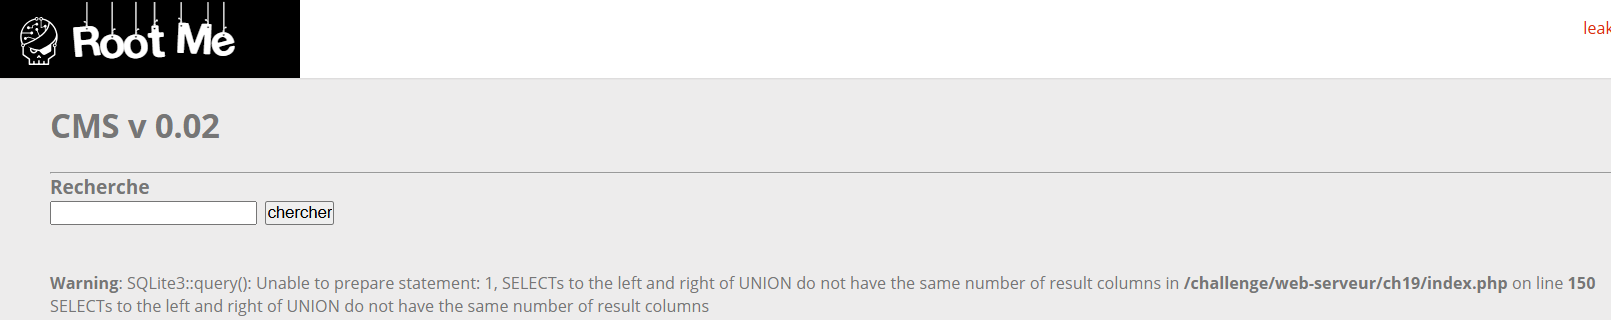 Root Me
leak
CMS v 0.02
Recherche
chercher
Warning: SQLite3::query(): Unable to prepare statement: 1, SELECTs to the left and right of UNION do not have the same number of result columns in /challenge/web-serveur/ch19/index.php on line 150
SELECTs to the left and right of UNION do not have the same number of result columns